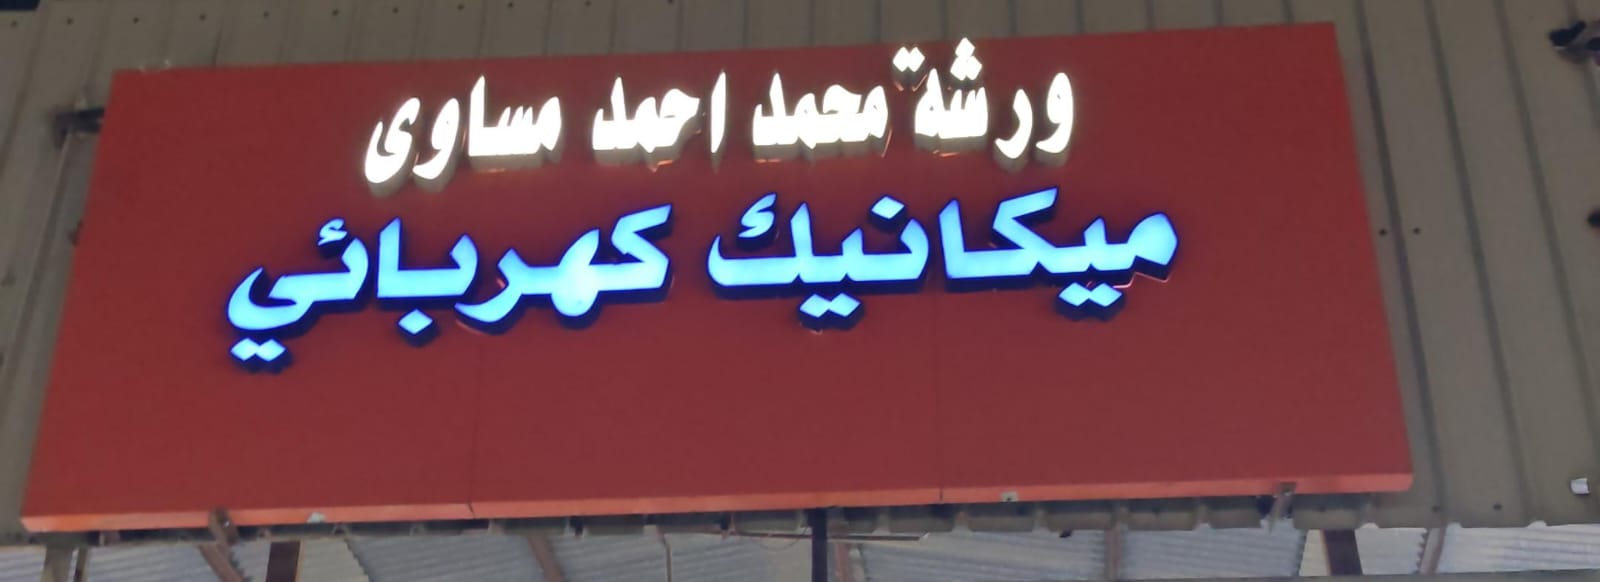 ورشة محمد احمد مساوى
ميكانيك كهربائي